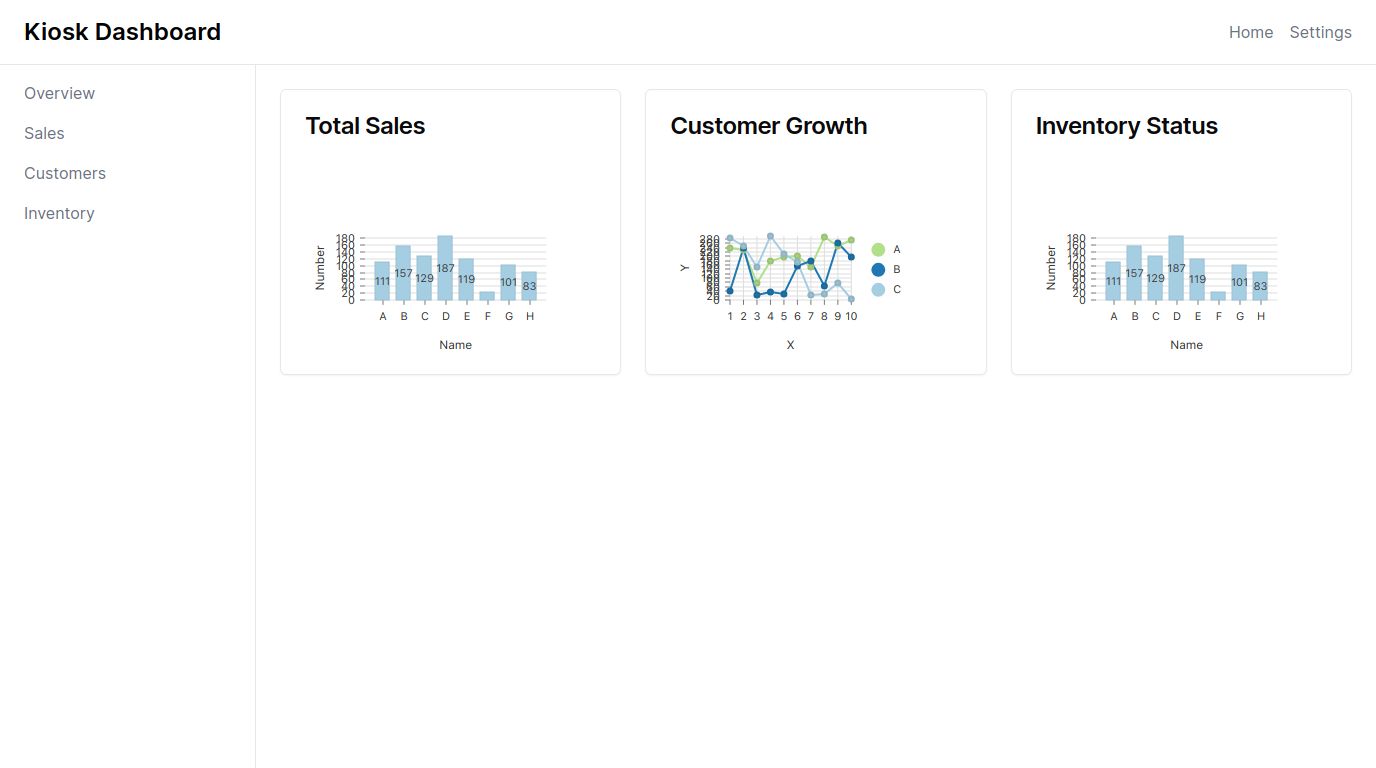 Kiosk Dashboard
Home Settings
Overview
Sales
Customers
Inventory
Total Sales
Number
180
160
140
120
100
80
60
40
20
0
111 157 129 187 119 101 83
A B C D E F G H
Name
Customer Growth
Y
280
0
1 2 3 4 5 6 7 8 9 10
X
A
B
C
Inventory Status
Number
180
160
140
120
100
80
60
40
20
0
111 157 129 187 119 101 83
A B C D E F G H
Name